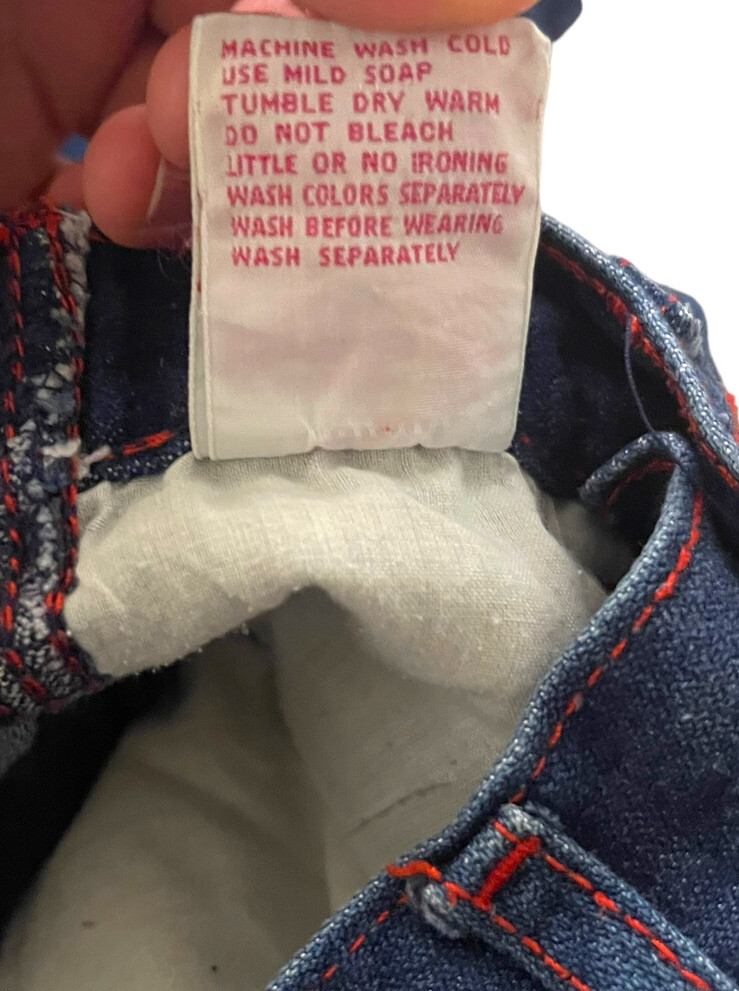 MACHINE WASH COLD
USE MILD SOAP
TUMBLE DRY WARM
DO NOT BLEACH
LITTLE OR NO IRONING
WASH COLORS SEPARATELY
WASH BEFORE WEARING
WASH SEPARATELY